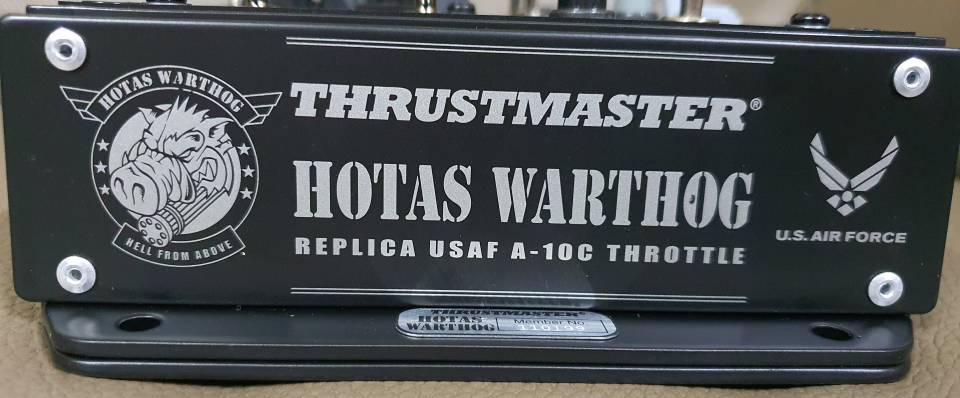 HOTAS WARTHOG
HELL FROM ABOVE
THRUSTMASTER®
HOTAS WARTHOG
REPLICA USAF A-10C THROTTLE
U.S. AIR FORCE
THRUSTMASTER®
HOTAS
WARTHOG
Member No